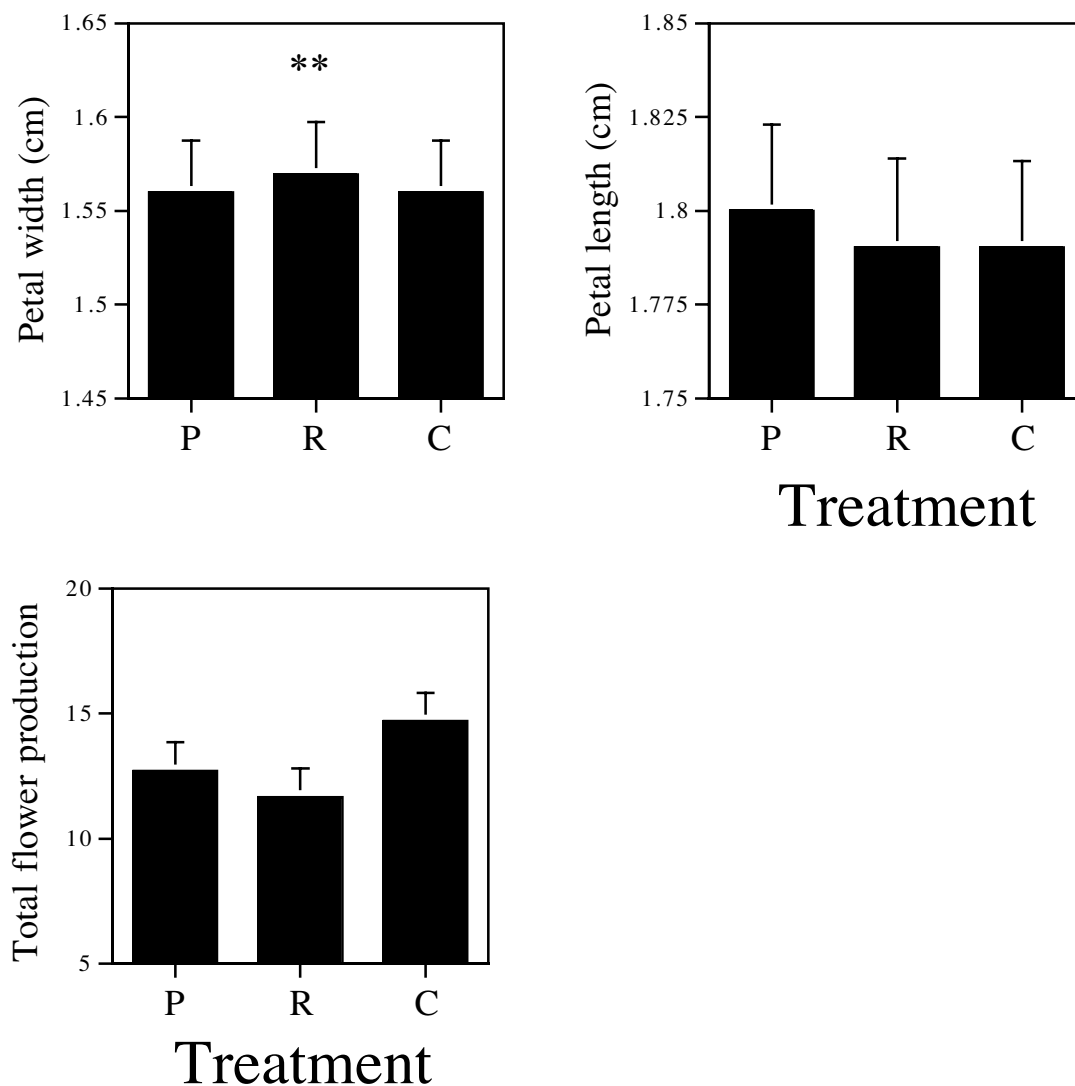 Petal width (cm)
1.65
1.6
1.55
1.5
1.45
**
P R C
Petal length (cm)
1.85
1.825
1.8
1.775
1.75
P R C
Treatment
Total flower production
20
15
10
5
P R C
Treatment